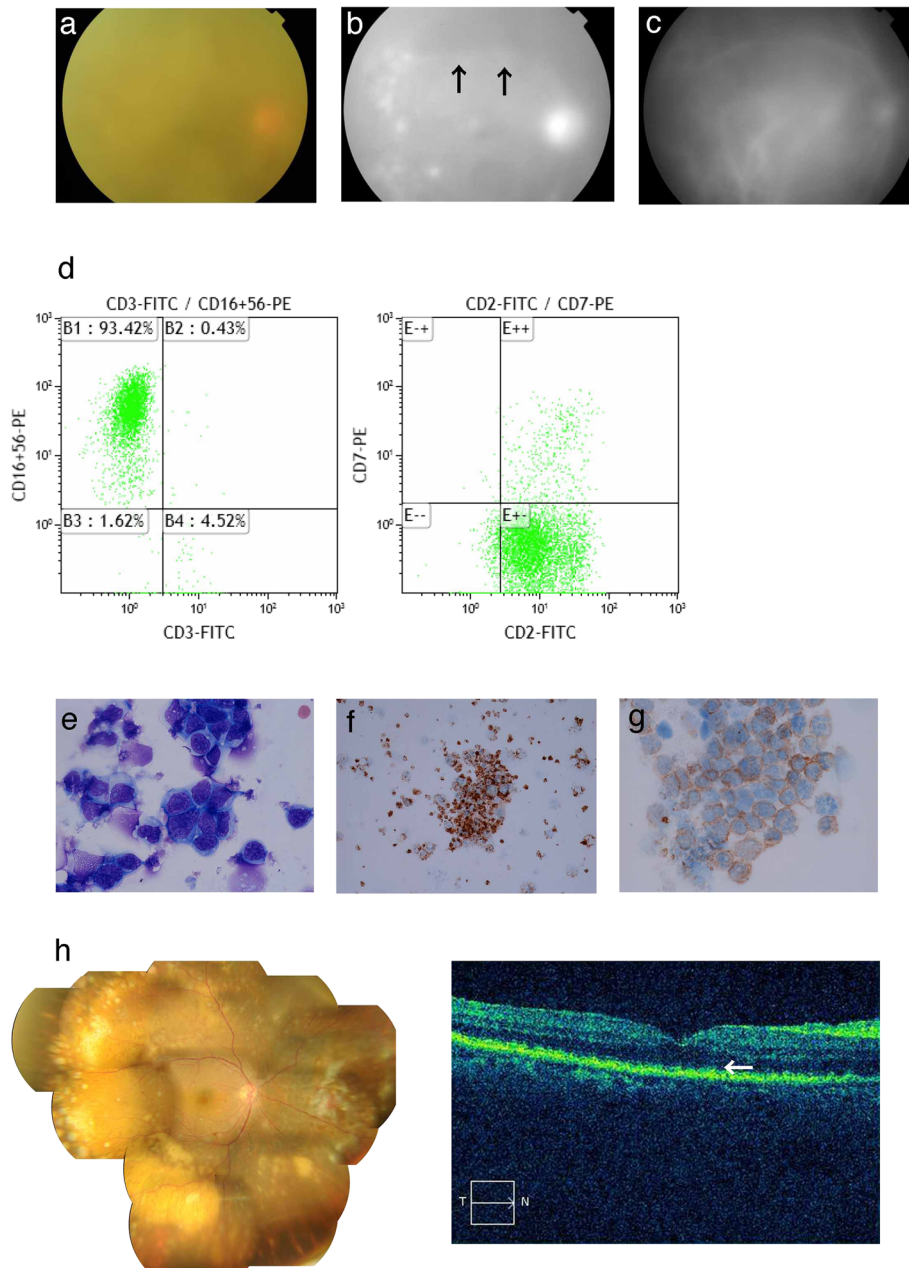 a
b
c
d
CD3-FITC / CD16+56-PE
B1 : 93.42%
B2 : 0.43%
B3 : 1.62%
B4 : 4.52%
10³
10²
10¹
10⁰
CD16+56-PE
10⁰ 10¹ 10² 10³
CD3-FITC
CD2-FITC / CD7-PE
E-+
E++
E--
E+-
10³
10²
10¹
10⁰
CD7-PE
10⁰ 10¹ 10² 10³
CD2-FITC
e
f
g
h
T N